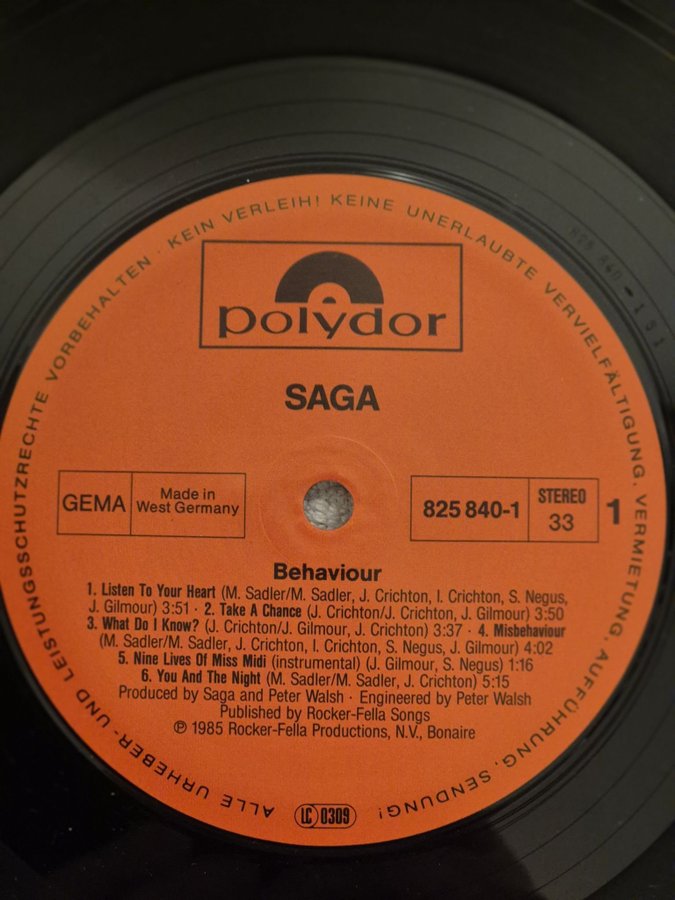 ALLE URHEBER- UND LEISTUNGSSCHUTZRECHTE VORBEHALTEN · KEIN VERLEIH! KEINE UNERLAUBTE VERVIELFÄLTIGUNG, VERMIETUNG, AUFFÜHRUNG, SENDUNG!
polydor
SAGA
GEMA
Made in
West Germany
825 840-1
STEREO
33
1
Behaviour
1. Listen To Your Heart (M. Sadler/M. Sadler, J. Crichton, I. Crichton, S. Negus,
J. Gilmour) 3:51 · 2. Take A Chance (J. Crichton/J. Crichton, J. Gilmour) 3:50
3. What Do I Know? (J. Crichton/J. Gilmour, J. Crichton) 3:37 · 4. Misbehaviour
(M. Sadler/M. Sadler, J. Crichton, I. Crichton, S. Negus, J. Gilmour) 4:02
5. Nine Lives Of Miss Midi (instrumental) (J. Gilmour, S. Negus) 1:16
6. You And The Night (M. Sadler/M. Sadler, J. Crichton) 5:15
Produced by Saga and Peter Walsh · Engineered by Peter Walsh
Published by Rocker-Fella Songs
℗ 1985 Rocker-Fella Productions, N.V., Bonaire
LC 0309